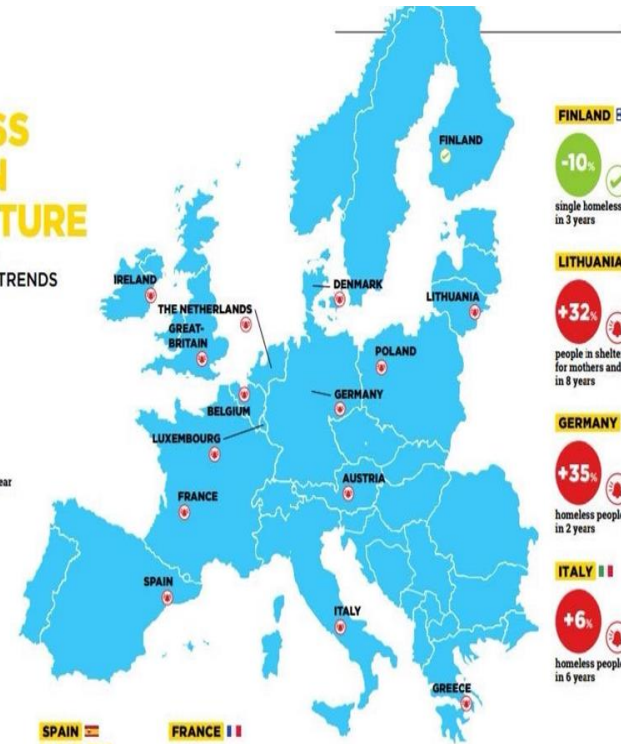 SS
N
TURE
TRENDS
ear
FINLAND
IRELAND
DENMARK
THE NETHERLANDS
LITHUANIA
GREAT-
BRITAIN
POLAND
GERMANY
BELGIUM
LUXEMBOURG
AUSTRIA
FRANCE
SPAIN
ITALY
GREECE
FINLAND
-10%
single homeless
in 3 years
LITHUANIA
+32%
people in shelte
for mothers and
in 8 years
GERMANY
+35%
homeless people
in 2 years
ITALY
+6%
homeless people
in 6 years
SPAIN
FRANCE